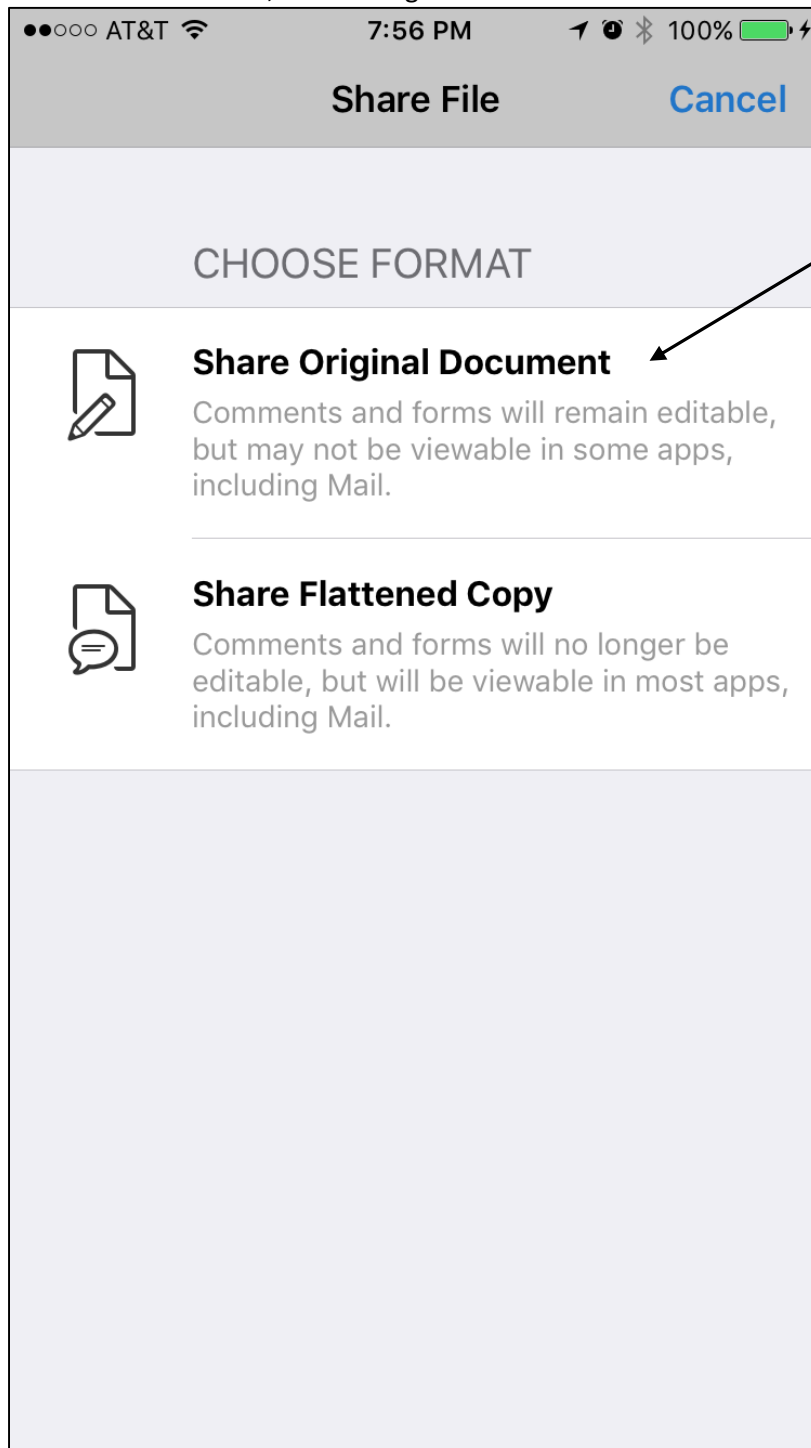 AT&T 7:56 PM 100%
Share File Cancel
CHOOSE FORMAT
Share Original Document
Comments and forms will remain editable,
but may not be viewable in some apps,
including Mail.
Share Flattened Copy
Comments and forms will no longer be
editable, but will be viewable in most apps,
including Mail.